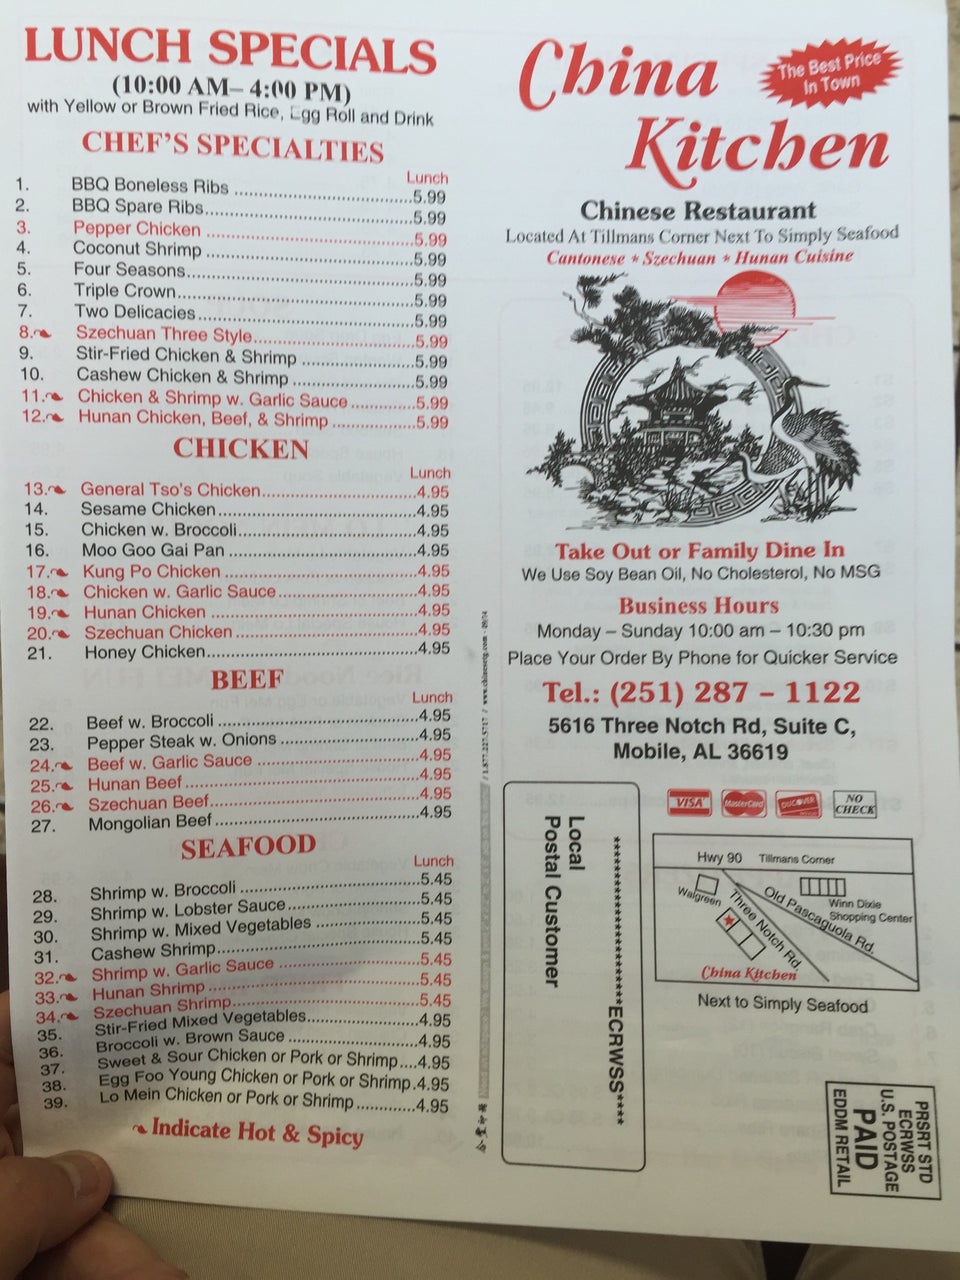 LUNCH SPECIALS
(10:00 AM– 4:00 PM)
with Yellow or Brown Fried Rice, Egg Roll and Drink
CHEF'S SPECIALTIES
Lunch
1. BBQ Boneless Ribs ....................................5.99
2. BBQ Spare Ribs..........................................5.99
3. Pepper Chicken ..........................................5.99
4. Coconut Shrimp ..........................................5.99
5. Four Seasons..............................................5.99
6. Triple Crown................................................5.99
7. Two Delicacies ............................................5.99
8. Szechuan Three Style.................................5.99
9. Stir-Fried Chicken & Shrimp .......................5.99
10. Cashew Chicken & Shrimp .........................5.99
11. Chicken & Shrimp w. Garlic Sauce .............5.99
12. Hunan Chicken, Beef, & Shrimp .................5.99
CHICKEN
Lunch
13. General Tso's Chicken................................4.95
14. Sesame Chicken .........................................4.95
15. Chicken w. Broccoli.....................................4.95
16. Moo Goo Gai Pan .......................................4.95
17. Kung Po Chicken ........................................4.95
18. Chicken w. Garlic Sauce.............................4.95
19. Hunan Chicken ...........................................4.95
20. Szechuan Chicken ......................................4.95
21. Honey Chicken............................................4.95
BEEF
Lunch
22. Beef w. Broccoli ..........................................4.95
23. Pepper Steak w. Onions .............................4.95
24. Beef w. Garlic Sauce ..................................4.95
25. Hunan Beef .................................................4.95
26. Szechuan Beef............................................4.95
27. Mongolian Beef ...........................................4.95
SEAFOOD
Lunch
28. Shrimp w. Broccoli ......................................5.45
29. Shrimp w. Lobster Sauce............................5.45
30. Shrimp w. Mixed Vegetables ......................5.45
31. Cashew Shrimp...........................................5.45
32. Shrimp w. Garlic Sauce ..............................5.45
33. Hunan Shrimp .............................................5.45
34. Szechuan Shrimp........................................5.45
35. Stir-Fried Mixed Vegetables........................4.95
36. Broccoli w. Brown Sauce ............................4.95
37. Sweet & Sour Chicken or Pork or Shrimp....4.95
38. Egg Foo Young Chicken or Pork or Shrimp.4.95
39. Lo Mein Chicken or Pork or Shrimp ............4.95
Indicate Hot & Spicy
China
Kitchen
The Best Price
In Town
Chinese Restaurant
Located At Tillmans Corner Next To Simply Seafood
Cantonese * Szechuan * Hunan Cuisine
Take Out or Family Dine In
We Use Soy Bean Oil, No Cholesterol, No MSG
Business Hours
Monday – Sunday 10:00 am – 10:30 pm
Place Your Order By Phone for Quicker Service
Tel.: (251) 287 – 1122
5616 Three Notch Rd, Suite C,
Mobile, AL 36619
VISA MasterCard DISCOVER NO CHECK
Hwy 90 Tillmans Corner
Walgreen
Three Notch Rd.
Old Pascagoula Rd.
Winn Dixie
Shopping Center
China Kitchen
Next to Simply Seafood
****************************ECRWSS****
Local
Postal Customer
PRSRT STD
ECRWSS
U.S. POSTAGE
PAID
EDDM RETAIL